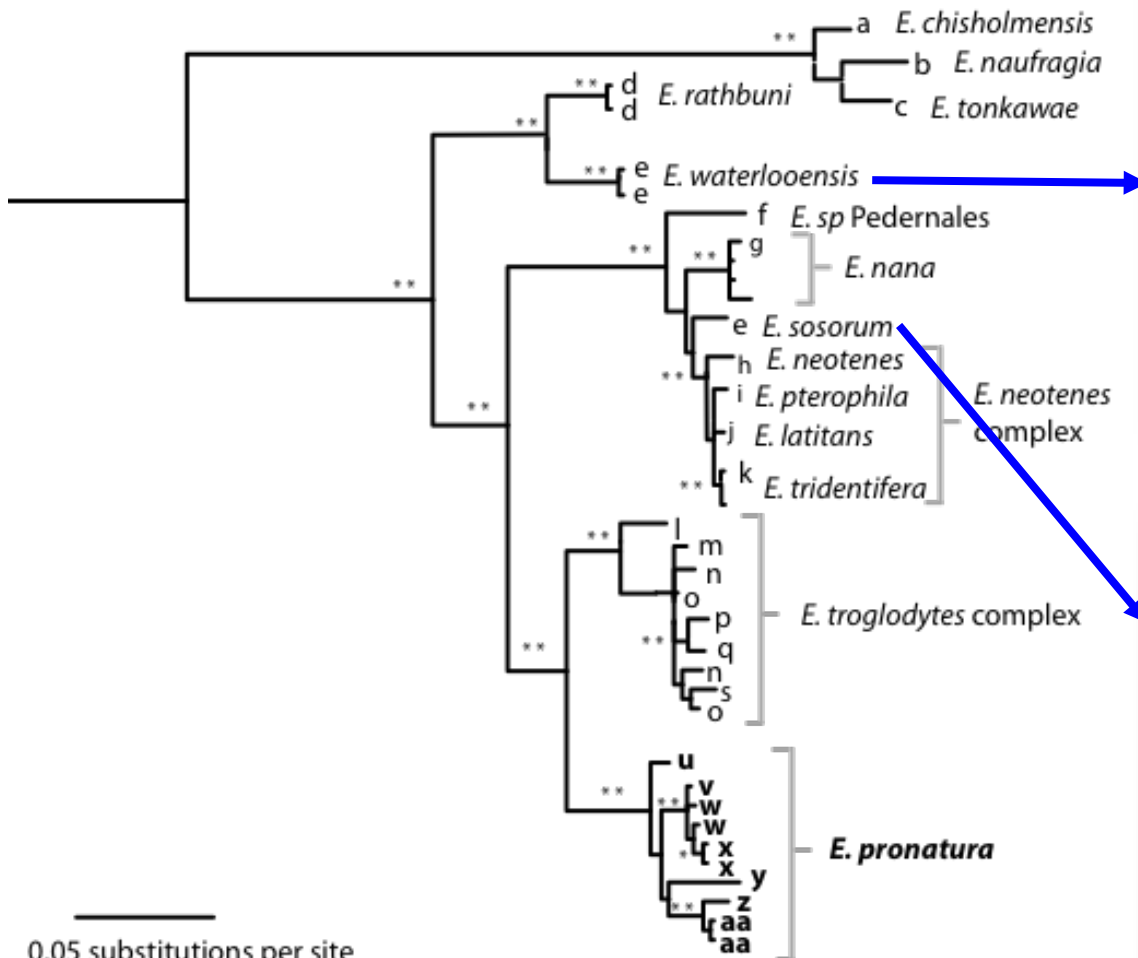 ** a E. chisholmensis
b E. naufragia
c E. tonkawae
** d
** d E. rathbuni
** e
e E. waterlooensis
f E. sp Pedernales
** ** g
E. nana
**
e E. sosorum
h E. neotenes
**
i E. pterophila
E. neotenes
complex
**
j E. latitans
k
** E. tridentifera
l
** m
n
o
E. troglodytes complex
p
** q
**
n
s
o
u
** v
** w
w
x
* x
E. pronatura
y
z
** aa
aa
0.05 substitutions per site